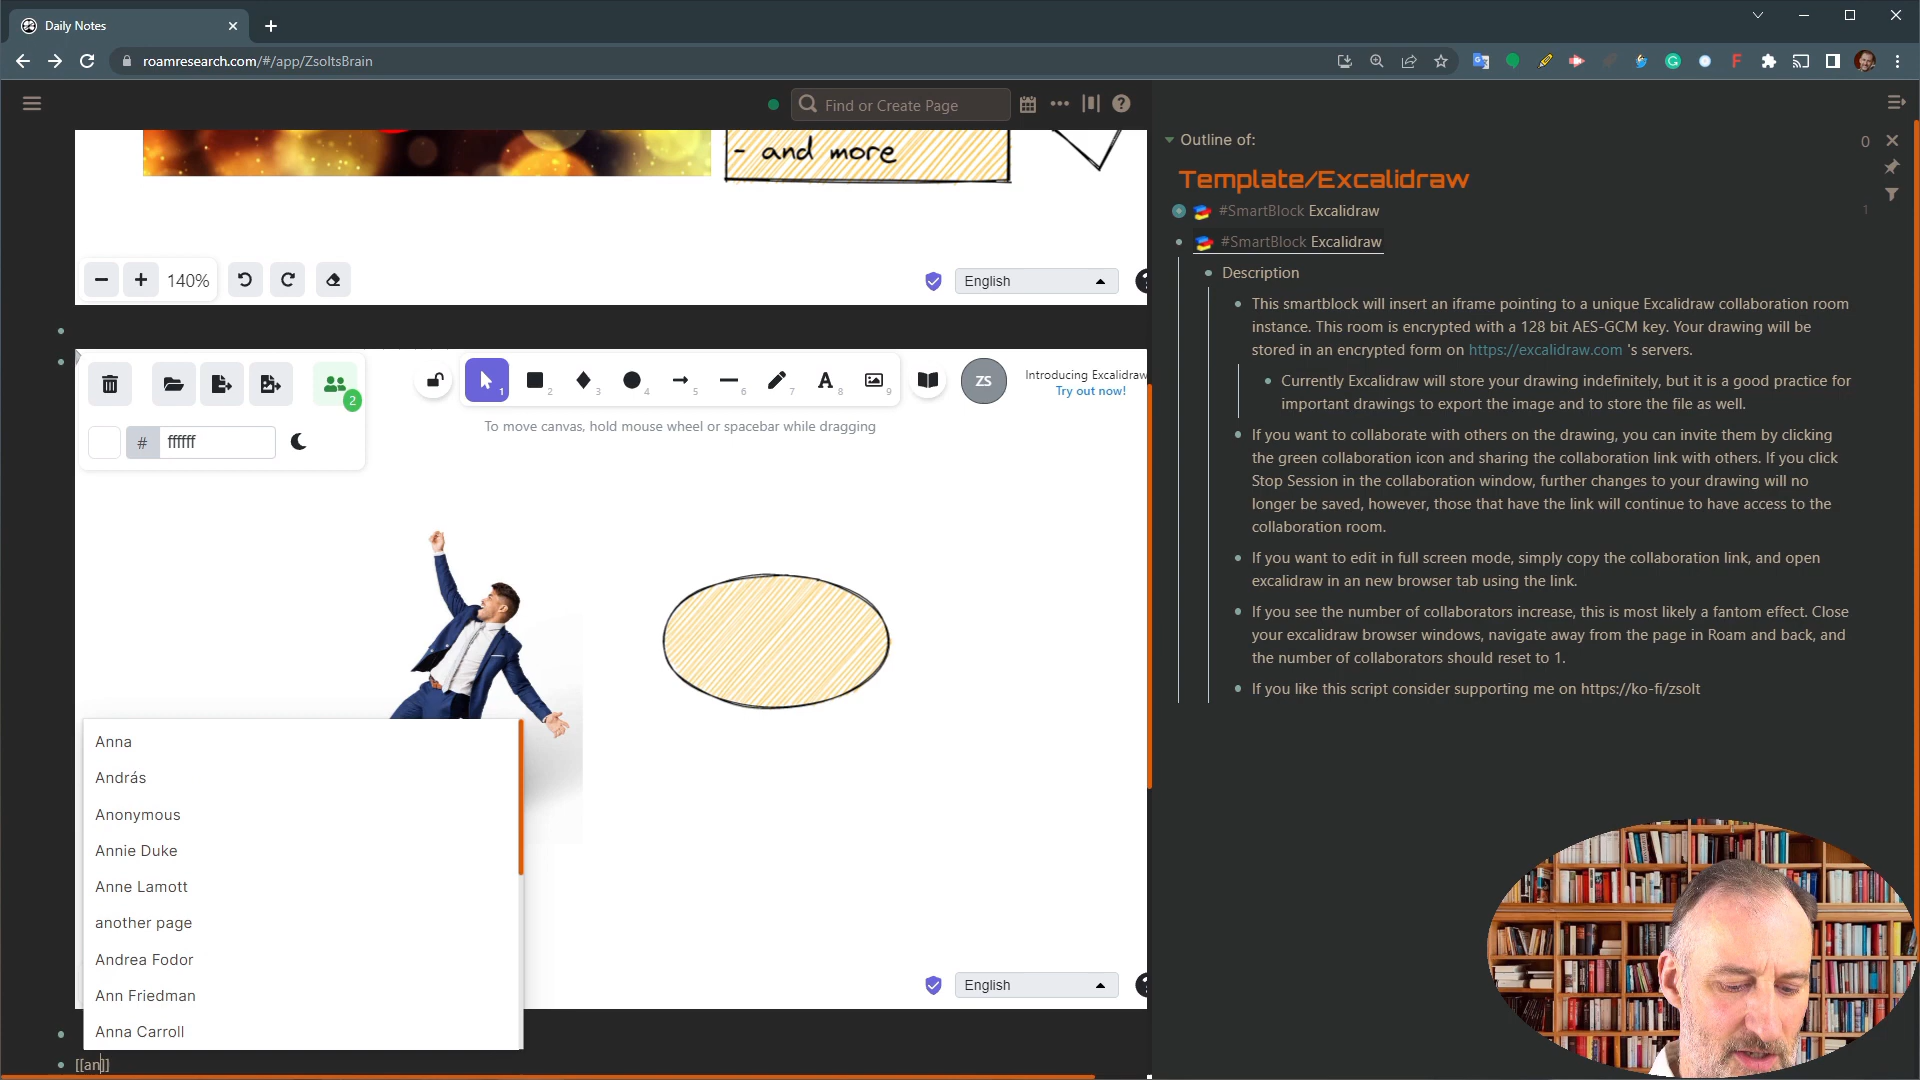 Daily Notes
roamresearch.com/#/app/ZsoltsBrain
Find or Create Page
- and more
140%
English
2
1
2
3
4
5
6
7
A
8
9
ZS
Introducing Excalidraw
Try out now!
# ffffff
To move canvas, hold mouse wheel or spacebar while dragging
Anna
András
Anonymous
Annie Duke
Anne Lamott
another page
Andrea Fodor
Ann Friedman
Anna Carroll
English
[[an]]
Outline of:
0
Template/Excalidraw
#SmartBlock Excalidraw
1
#SmartBlock Excalidraw
Description
This smartblock will insert an iframe pointing to a unique Excalidraw collaboration room
instance. This room is encrypted with a 128 bit AES-GCM key. Your drawing will be
stored in an encrypted form on https://excalidraw.com 's servers.
Currently Excalidraw will store your drawing indefinitely, but it is a good practice for
important drawings to export the image and to store the file as well.
If you want to collaborate with others on the drawing, you can invite them by clicking
the green collaboration icon and sharing the collaboration link with others. If you click
Stop Session in the collaboration window, further changes to your drawing will no
longer be saved, however, those that have the link will continue to have access to the
collaboration room.
If you want to edit in full screen mode, simply copy the collaboration link, and open
excalidraw in an new browser tab using the link.
If you see the number of collaborators increase, this is most likely a fantom effect. Close
your excalidraw browser windows, navigate away from the page in Roam and back, and
the number of collaborators should reset to 1.
If you like this script consider supporting me on https://ko-fi/zsolt